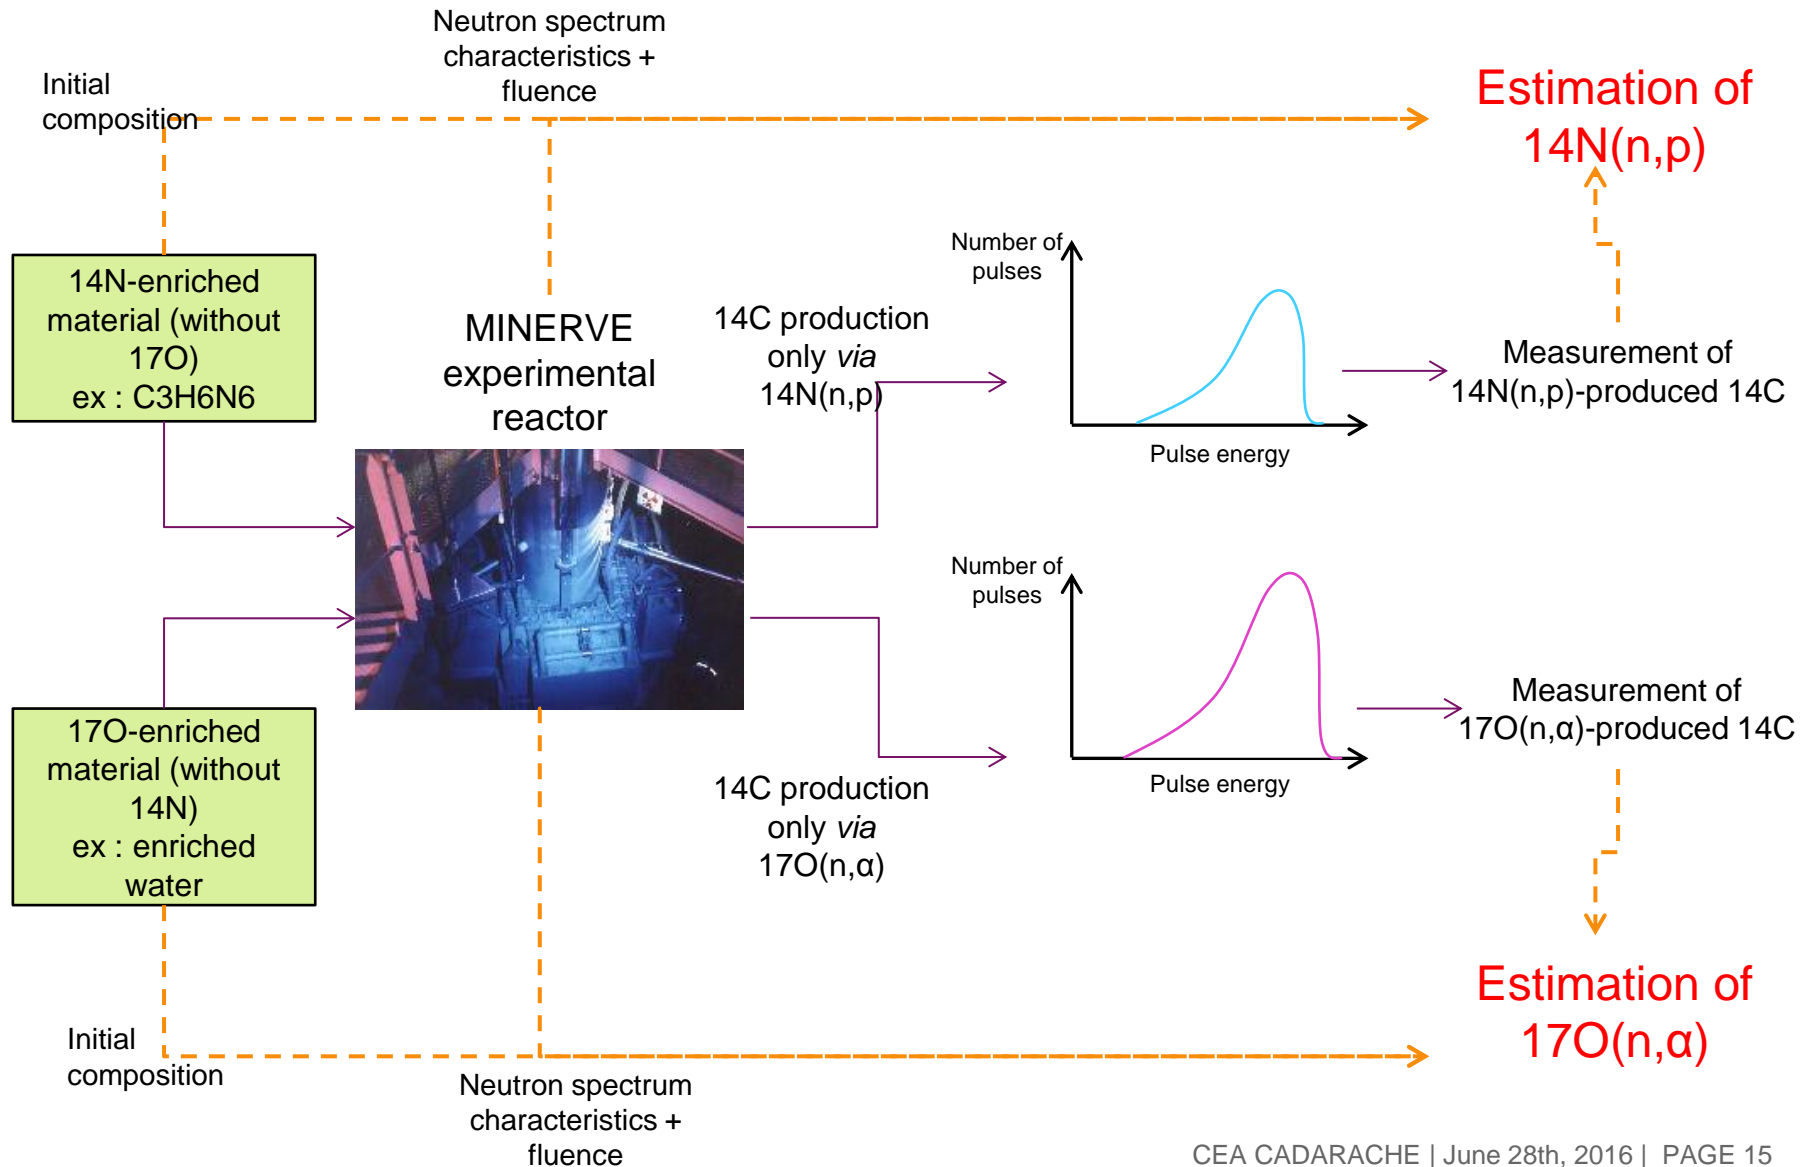 Neutron spectrum
characteristics +
fluence
Initial
composition
Estimation of
14N(n,p)
14N-enriched
material (without
17O)
ex : C3H6N6
MINERVE
experimental
reactor
14C production
only via
14N(n,p)
Number of
pulses
Pulse energy
Measurement of
14N(n,p)-produced 14C
17O-enriched
material (without
14N)
ex : enriched
water
14C production
only via
17O(n,α)
Number of
pulses
Pulse energy
Measurement of
17O(n,α)-produced 14C
Estimation of
17O(n,α)
Initial
composition
Neutron spectrum
characteristics +
fluence
CEA CADARACHE | June 28th, 2016 | PAGE 15